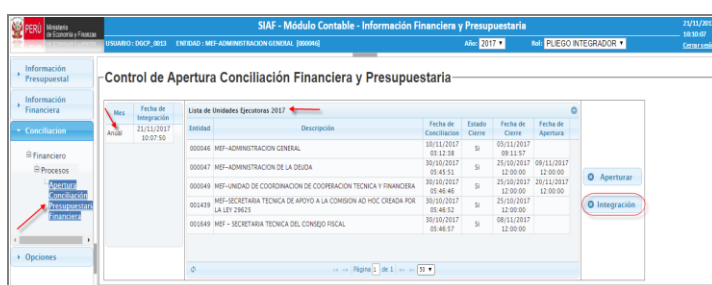 PERÚ Ministerio de Economía y Finanzas
SIAF - Módulo Contable - Información Financiera y Presupuestaria
21/11/2017
10:10:07
USUARIO : DGCP_0013 ENTIDAD : MEF-ADMINISTRACION GENERAL [000046] Año: 2017 Rol: PLIEGO INTEGRADOR
Cerrar sesión
Información Presupuestal
Información Financiera
Conciliacion
Financiero
Procesos
Apertura
Conciliación
Presupuestaria
Financiera
Opciones
Control de Apertura Conciliación Financiera y Presupuestaria
Mes Fecha de Integración
Anual 21/11/2017 10:07:50
Lista de Unidades Ejecutoras 2017
Entidad Descripción Fecha de Conciliacion Estado Cierre Fecha de Cierre Fecha de Apertura
000046 MEF-ADMINISTRACION GENERAL 10/11/2017 03:12:38 Si 03/11/2017 09:11:57
000047 MEF-ADMINISTRACION DE LA DEUDA 30/10/2017 05:45:51 Si 25/10/2017 12:00:00 09/11/2017 12:00:00
000049 MEF-UNIDAD DE COORDINACION DE COOPERACION TECNICA Y FINANCIERA 30/10/2017 05:46:46 Si 25/10/2017 12:00:00 20/11/2017 12:00:00
001439 MEF-SECRETARIA TECNICA DE APOYO A LA COMISION AD HOC CREADA POR LA LEY 29625 30/10/2017 05:46:52 Si 25/10/2017 12:00:00
001649 MEF - SECRETARIA TECNICA DEL CONSEJO FISCAL 30/10/2017 05:46:57 Si 08/11/2017 12:00:00
Página 1 de 1 50
Aperturar
Integración